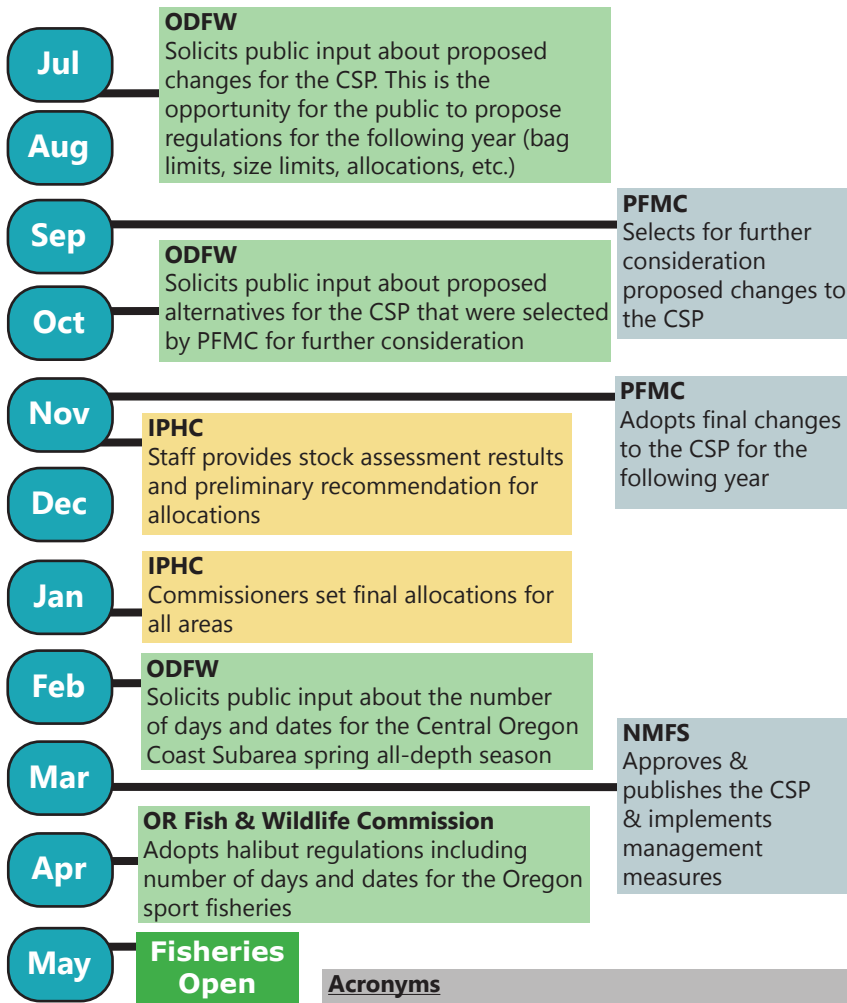 Jul
ODFW
Solicits public input about proposed
changes for the CSP. This is the
opportunity for the public to propose
regulations for the following year (bag
limits, size limits, allocations, etc.)
Aug
Sep
PFMC
Selects for further
consideration
proposed changes to
the CSP
Oct
ODFW
Solicits public input about proposed
alternatives for the CSP that were selected
by PFMC for further consideration
Nov
PFMC
Adopts final changes
to the CSP for the
following year
IPHC
Staff provides stock assessment restults
and preliminary recommendation for
allocations
Dec
Jan
IPHC
Commissioners set final allocations for
all areas
Feb
ODFW
Solicits public input about the number
of days and dates for the Central Oregon
Coast Subarea spring all-depth season
Mar
NMFS
Approves &
publishes the CSP
& implements
management
measures
Apr
OR Fish & Wildlife Commission
Adopts halibut regulations including
number of days and dates for the Oregon
sport fisheries
May
Fisheries
Open
Acronyms